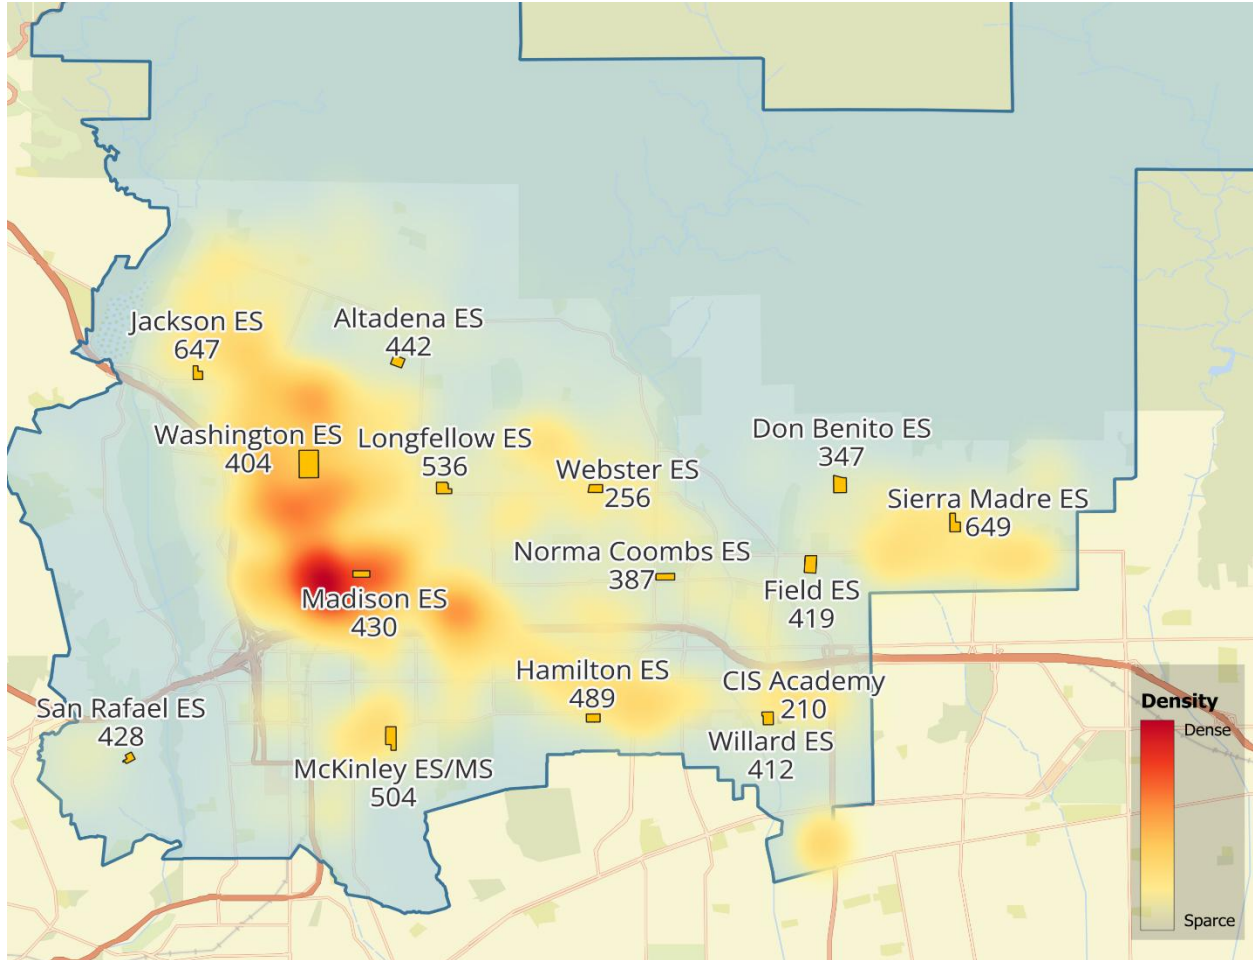 Jackson ES
647
Altadena ES
442
Washington ES
404
Longfellow ES
536
Webster ES
256
Don Benito ES
347
Sierra Madre ES
649
Norma Coombs ES
387
Field ES
419
Madison ES
430
Hamilton ES
489
CIS Academy
210
Willard ES
412
San Rafael ES
428
McKinley ES/MS
504
Density
Dense
Sparce